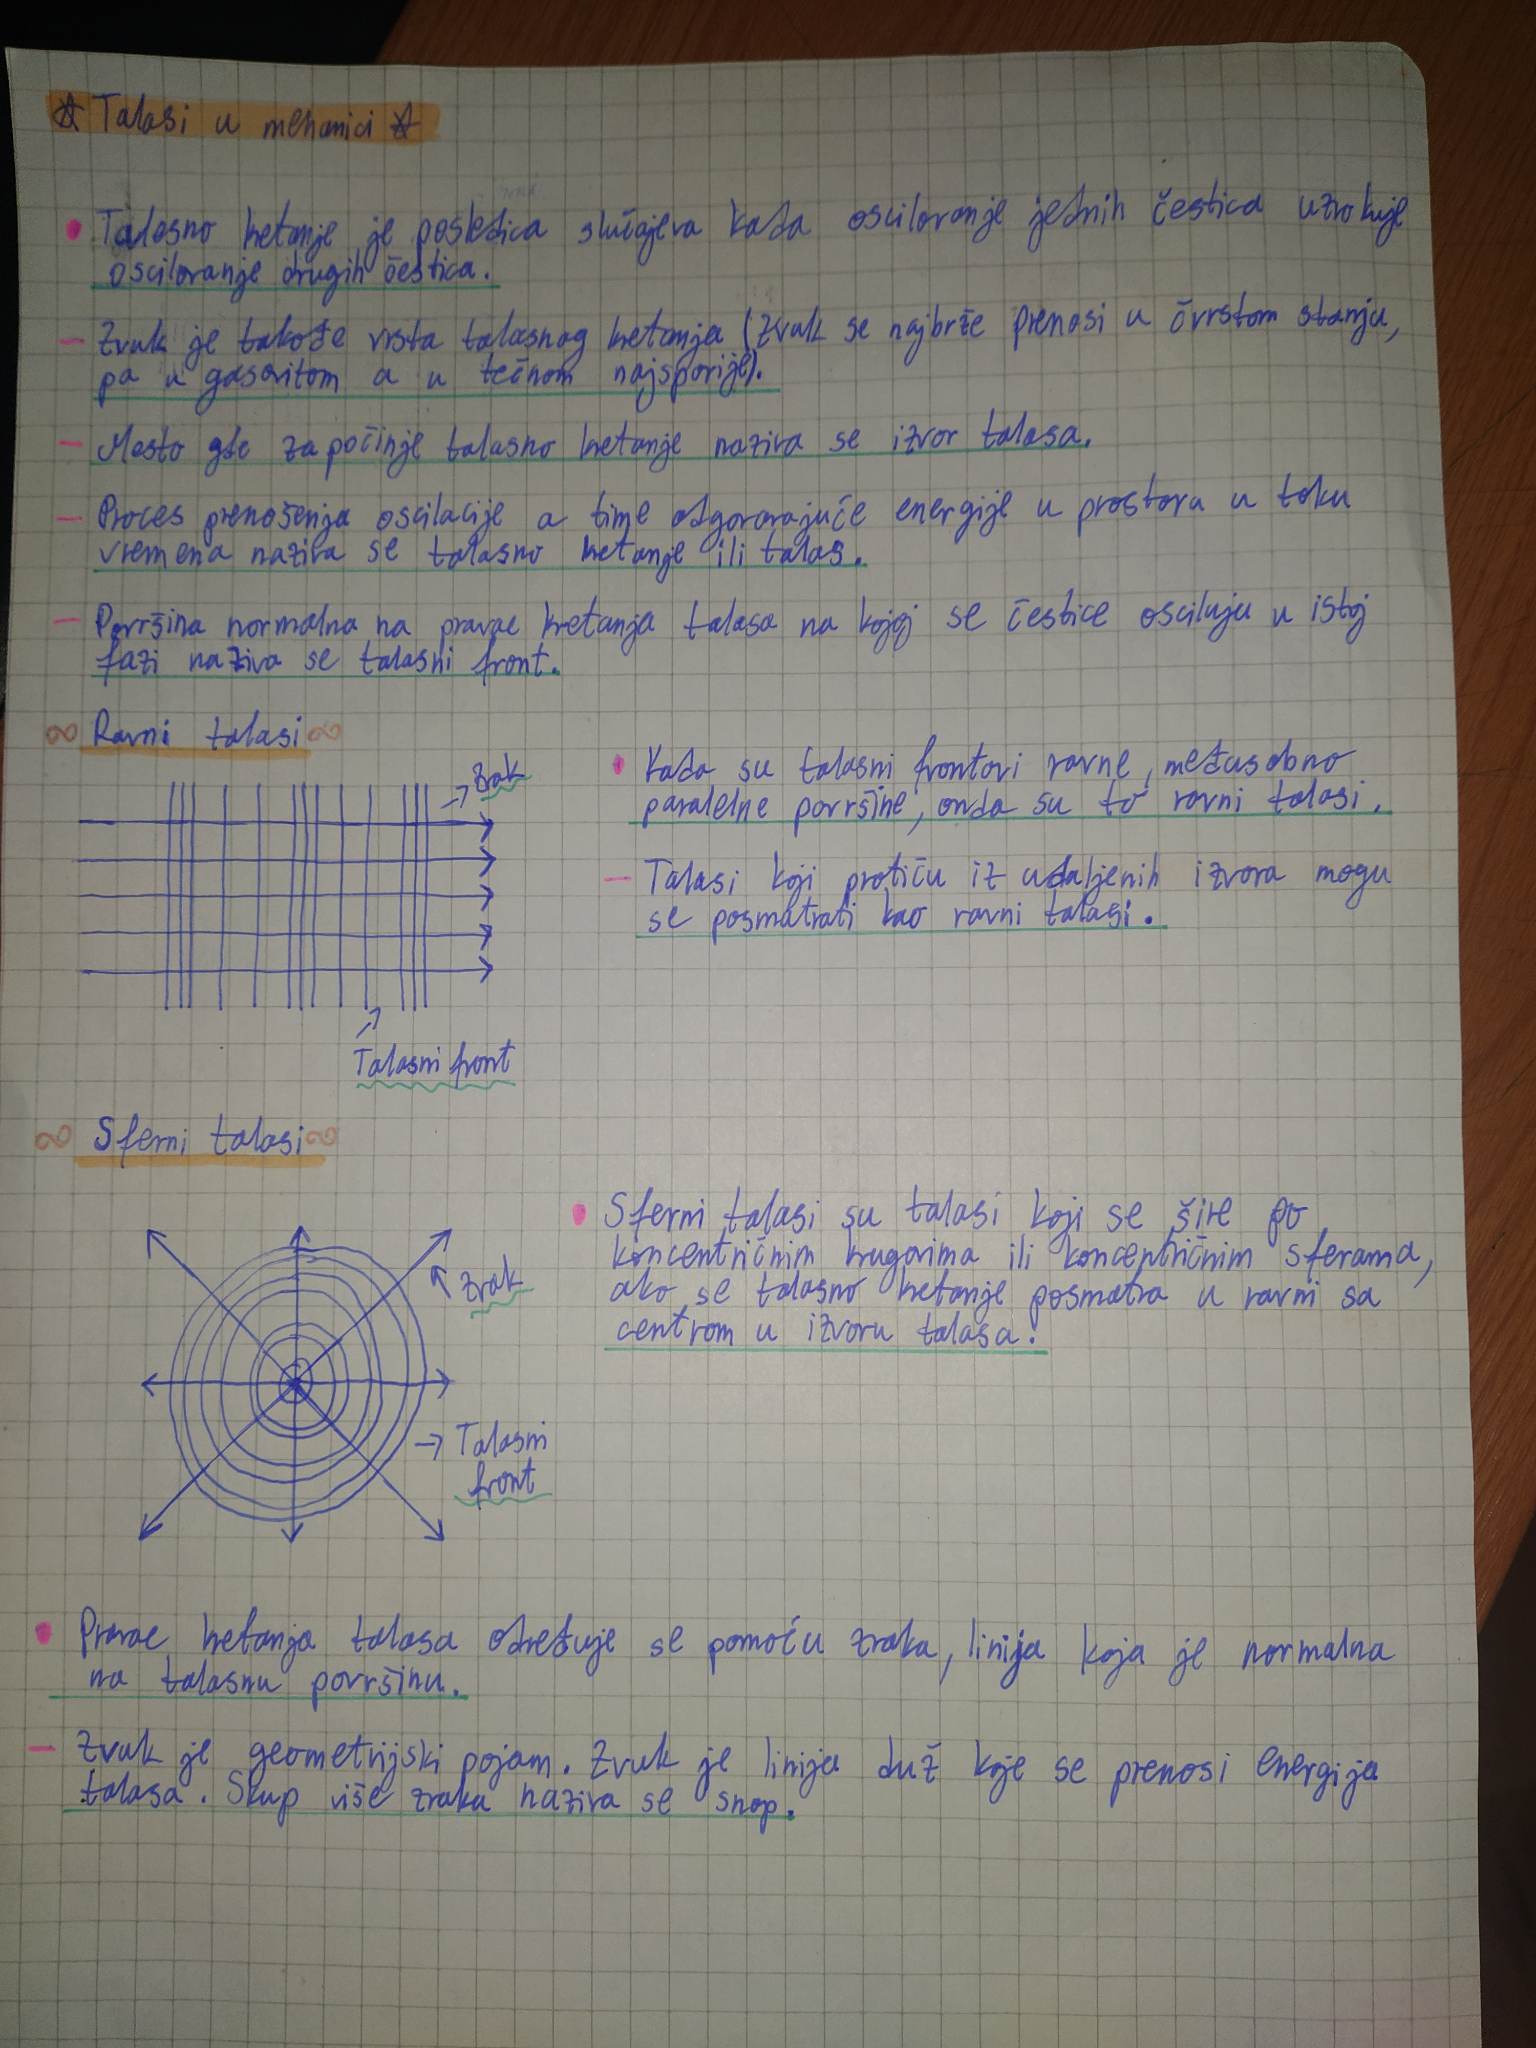 ☆ Talasi u mehanici ☆
• Talasno kretanje je posledica slučajeva kada oscilovanje jednih čestica uzrokuje
oscilovanje drugih čestica.
- Zvuk je takođe vrsta talasnog kretanja (zvuk se najbrže prenosi u čvrstom stanju,
pa u gasovitom a u tečnom najsporije).
- Mesto gde započinje talasno kretanje naziva se izvor talasa.
- Proces prenošenja oscilacije a time odgovarajuće energije u prostora u toku
vremena naziva se talasno kretanje ili talas.
- Površina normalna na pravac kretanja talasa na kojoj se čestice osciluju u istoj
fazi naziva se talasni front.
∞ Ravni talasi ∞
→ Zrak
Talasni front
• Kada su talasni frontovi ravne, međusobno
paralelne površine, onda su to ravni talasi.
- Talasi koji protiču iz udaljenih izvora mogu
se posmatrati kao ravni talasi.
∞ Sferni talasi ∞
Zrak
→ Talasni
front
• Sferni talasi su talasi koji se šire po
koncentričnim krugovima ili koncentričnim sferama,
ako se talasno kretanje posmatra u ravni sa
centrom u izvoru talasa.
• Pravac kretanja talasa određuje se pomoću zraka, linija koja je normalna
na talasnu površinu.
- Zvuk je geometrijski pojam. Zvuk je linija duž koje se prenosi energija
talasa. Skup više zraka naziva se snop.